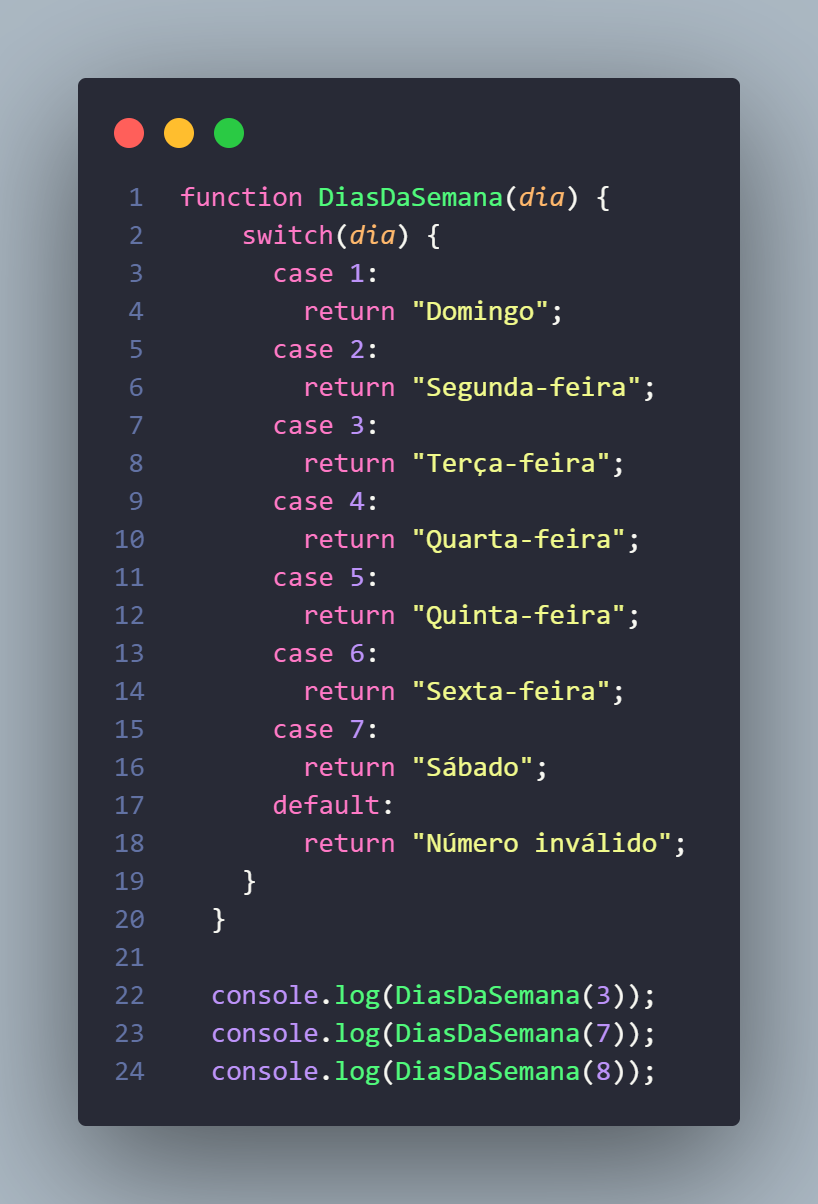 1 function DiasDaSemana(dia) {
2     switch(dia) {
3       case 1:
4         return "Domingo";
5       case 2:
6         return "Segunda-feira";
7       case 3:
8         return "Terça-feira";
9       case 4:
10         return "Quarta-feira";
11       case 5:
12         return "Quinta-feira";
13       case 6:
14         return "Sexta-feira";
15       case 7:
16         return "Sábado";
17       default:
18         return "Número inválido";
19     }
20   }
21
22   console.log(DiasDaSemana(3));
23   console.log(DiasDaSemana(7));
24   console.log(DiasDaSemana(8));